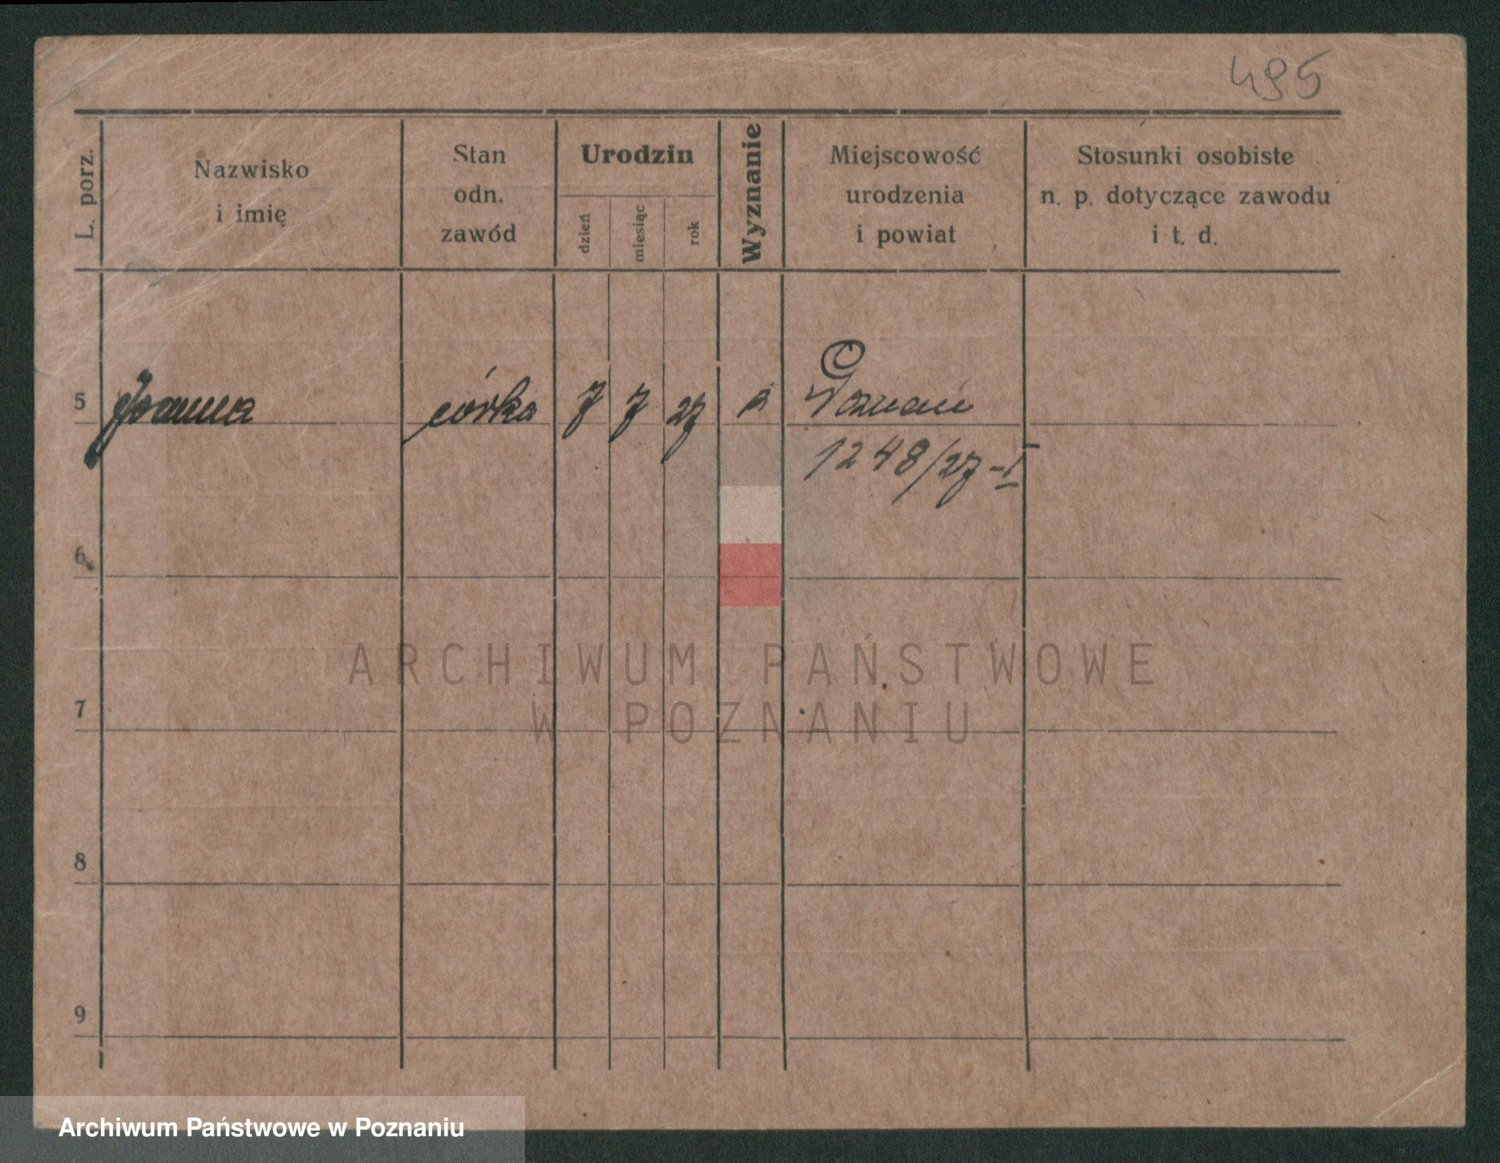 495
L. porz.
Nazwisko
i imię
Stan
odn.
zawód
Urodzin
dzień
miesiąc
rok
Wyznanie
Miejscowość
urodzenia
i powiat
Stosunki osobiste
n. p. dotyczące zawodu
i t. d.
5 Joanna córka 7 7 27 Poznań
1248/27-I
6
7
8
9
ARCHIWUM PAŃSTWOWE
W POZNANIU
Archiwum Państwowe w Poznaniu